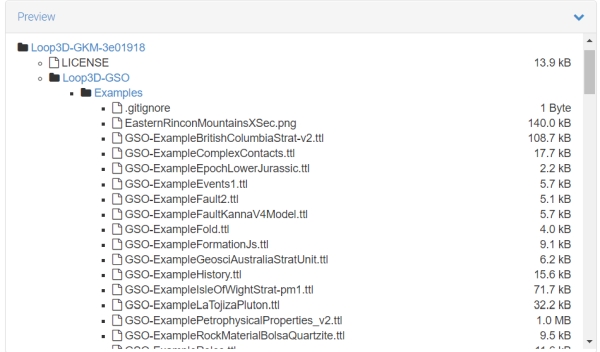 Preview
Loop3D-GKM-3e01918
LICENSE 13.9 kB
Loop3D-GSO
Examples
.gitignore 1 Byte
EasternRinconMountainsXSec.png 140.0 kB
GSO-ExampleBritishColumbiaStrat-v2.ttl 108.7 kB
GSO-ExampleComplexContacts.ttl 17.7 kB
GSO-ExampleEpochLowerJurassic.ttl 2.2 kB
GSO-ExampleEvents1.ttl 5.7 kB
GSO-ExampleFault2.ttl 5.1 kB
GSO-ExampleFaultKannaV4Model.ttl 5.7 kB
GSO-ExampleFold.ttl 4.0 kB
GSO-ExampleFormationJs.ttl 9.1 kB
GSO-ExampleGeosciAustraliaStratUnit.ttl 6.2 kB
GSO-ExampleHistory.ttl 15.6 kB
GSO-ExampleIsleOfWightStrat-pm1.ttl 71.7 kB
GSO-ExampleLaTojizaPluton.ttl 32.2 kB
GSO-ExamplePetrophysicalProperties_v2.ttl 1.0 MB
GSO-ExampleRockMaterialBolsaQuartzite.ttl 9.5 kB